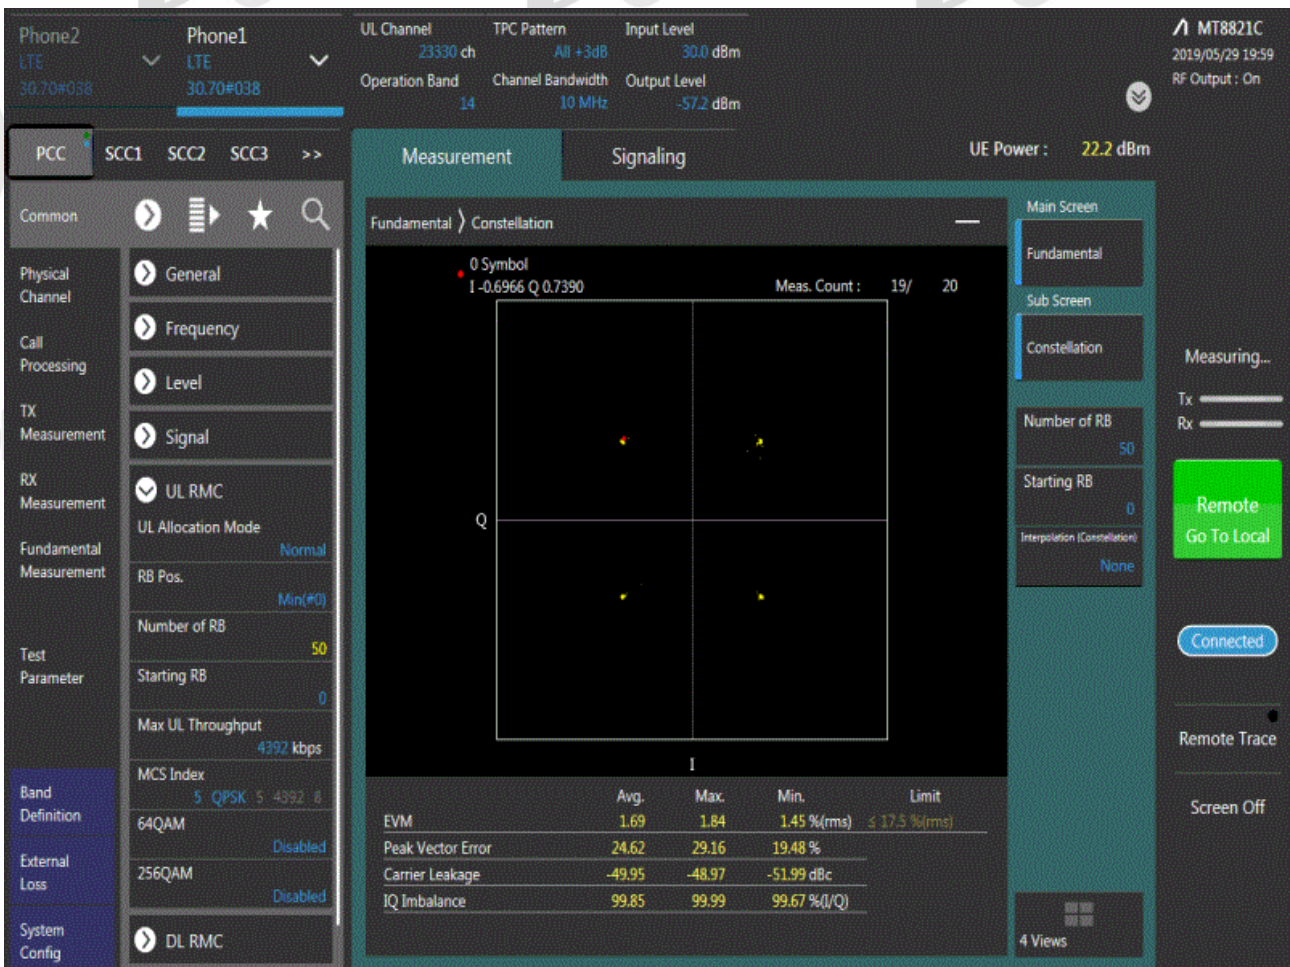 Phone2
LTE
30.70#038
Phone1
LTE
30.70#038
UL Channel
23330 ch
TPC Pattern
All +3dB
Input Level
30.0 dBm
Operation Band
14
Channel Bandwidth
10 MHz
Output Level
-57.2 dBm
MT8821C
2019/05/29 19:59
RF Output : On
PCC SCC1 SCC2 SCC3 >>
Measurement
Signaling
UE Power : 22.2 dBm
Common
Physical
Channel
Call
Processing
TX
Measurement
RX
Measurement
Fundamental
Measurement
Test
Parameter
Band
Definition
External
Loss
System
Config
General
Frequency
Level
Signal
UL RMC
UL Allocation Mode
Normal
RB Pos.
Min(#0)
Number of RB
50
Starting RB
0
Max UL Throughput
4392 kbps
MCS Index
5 QPSK 5 4392 8
64QAM
Disabled
256QAM
Disabled
DL RMC
Fundamental 〉 Constellation
0 Symbol
I -0.6966 Q 0.7390
Meas. Count : 19/ 20
Q
I
Avg. Max. Min. Limit
EVM 1.69 1.84 1.45 %(rms) ≤ 17.5 %(rms)
Peak Vector Error 24.62 29.16 19.48 %
Carrier Leakage -49.95 -48.97 -51.99 dBc
IQ Imbalance 99.85 99.99 99.67 %(I/Q)
Main Screen
Fundamental
Sub Screen
Constellation
Number of RB
50
Starting RB
0
Interpolation (Constellation)
None
4 Views
Measuring...
Tx
Rx
Remote
Go To Local
Connected
Remote Trace
Screen Off